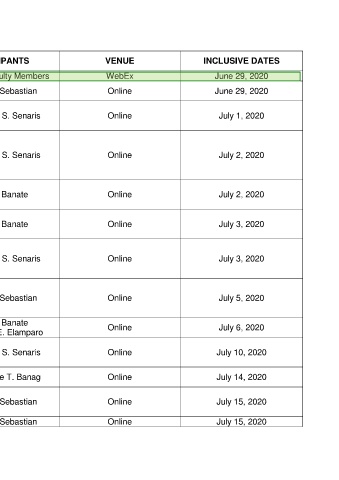 IPANTS VENUE INCLUSIVE DATES
ulty Members WebEx June 29, 2020
Sebastian Online June 29, 2020
S. Senaris Online July 1, 2020
S. Senaris Online July 2, 2020
Banate Online July 2. 2020
Banate Online July 3, 2020
S. Senaris Online July 3, 2020
Sebastian Online July 5, 2020
Banate
E. Elamparo Online July 6, 2020
S. Senaris Online July 10, 2020
e T. Banag Online July 14, 2020
Sebastian Online July 15, 2020
Sebastian Online July 15, 2020